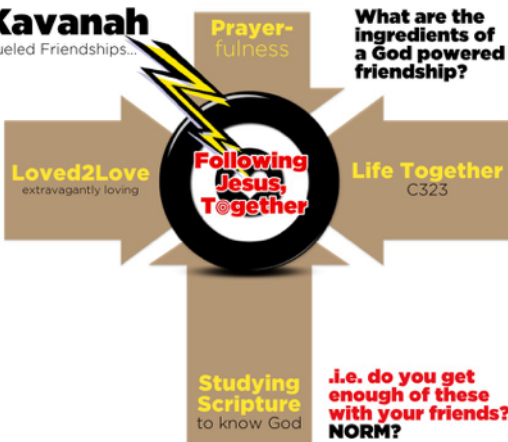 Kavanah
ueled Friendships...
Prayer-
fulness
What are the
ingredients of
a God powered
friendship?
Loved2Love
extravagantly loving
Following
Jesus,
Together
Life Together
C323
Studying
Scripture
to know God
.i.e. do you get
enough of these
with your friends?
NORM?